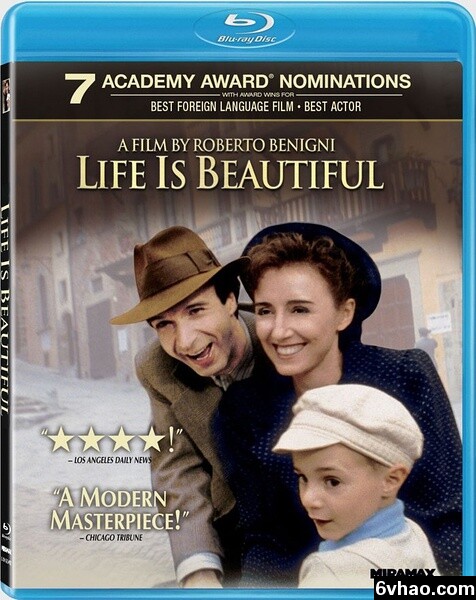 Blu-ray Disc
7 ACADEMY AWARD® NOMINATIONS
WITH AWARD WINS FOR
BEST FOREIGN LANGUAGE FILM • BEST ACTOR
A FILM BY ROBERTO BENIGNI
LIFE IS BEAUTIFUL
LIFE IS BEAUTIFUL
"★★★★!"
– LOS ANGELES DAILY NEWS
"A MODERN
MASTERPIECE!"
– CHICAGO TRIBUNE
MIRAMAX
6vhao.com